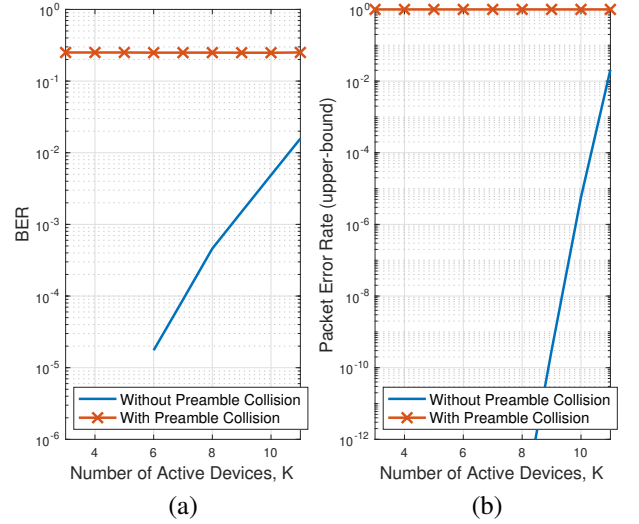 BER
10^0
10^-1
10^-2
10^-3
10^-4
10^-5
10^-6
4
6
8
10
Without Preamble Collision
With Preamble Collision
Number of Active Devices, K
(a)
Packet Error Rate (upper-bound)
10^0
10^-2
10^-4
10^-6
10^-8
10^-10
10^-12
4
6
8
10
Without Preamble Collision
With Preamble Collision
Number of Active Devices, K
(b)